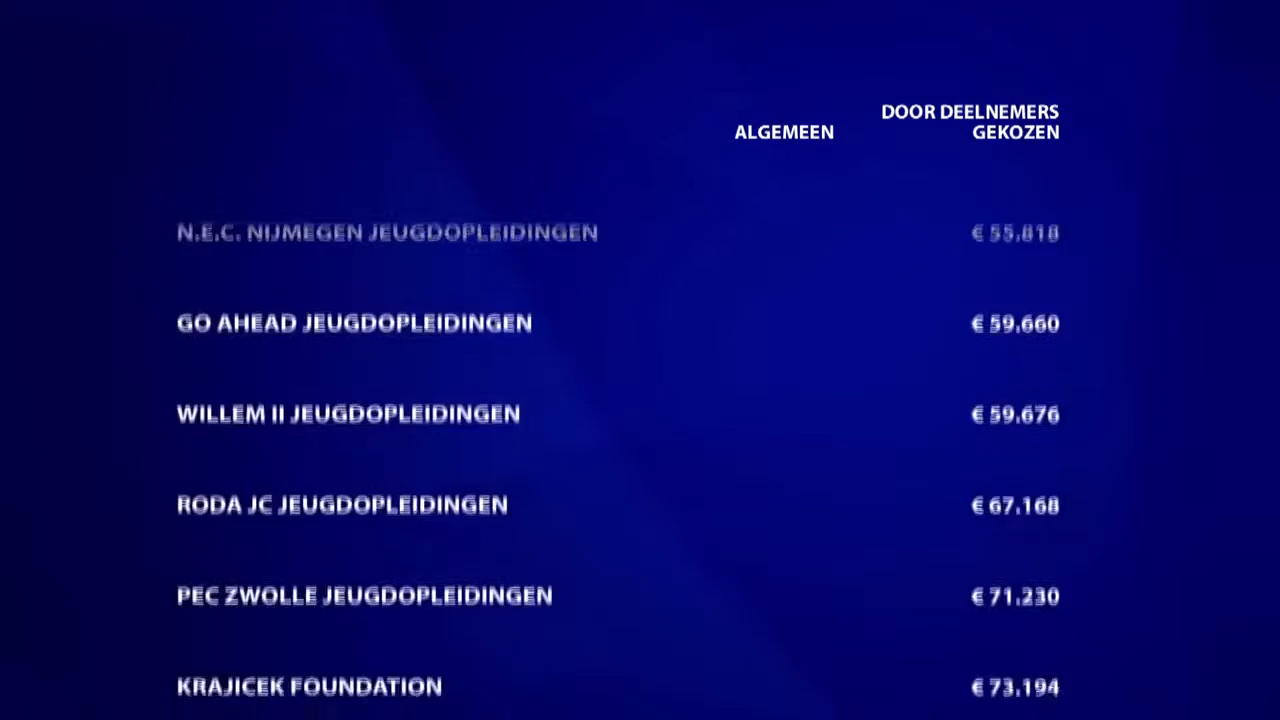 DOOR DEELNEMERS
ALGEMEEN GEKOZEN
N.E.C. NIJMEGEN JEUGDOPLEIDINGEN € 55.818
GO AHEAD JEUGDOPLEIDINGEN € 59.660
WILLEM II JEUGDOPLEIDINGEN € 59.676
RODA JC JEUGDOPLEIDINGEN € 67.168
PEC ZWOLLE JEUGDOPLEIDINGEN € 71.230
KRAJICEK FOUNDATION € 73.194